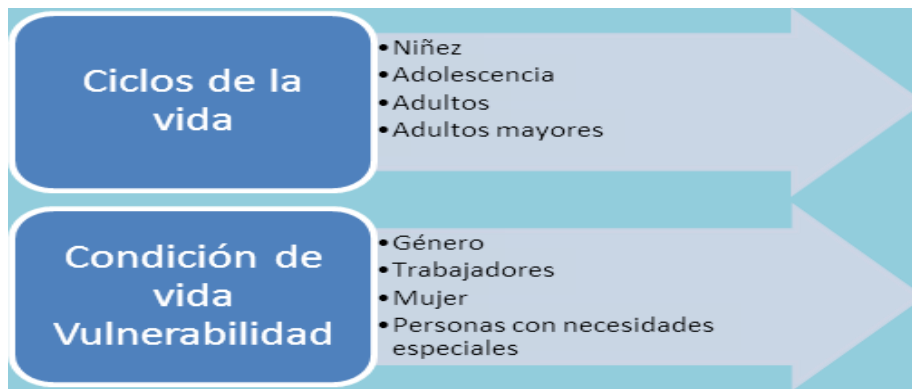 Ciclos de la
vida
•Niñez
•Adolescencia
•Adultos
•Adultos mayores
Condición de
vida
Vulnerabilidad
•Género
•Trabajadores
•Mujer
•Personas con necesidades
especiales